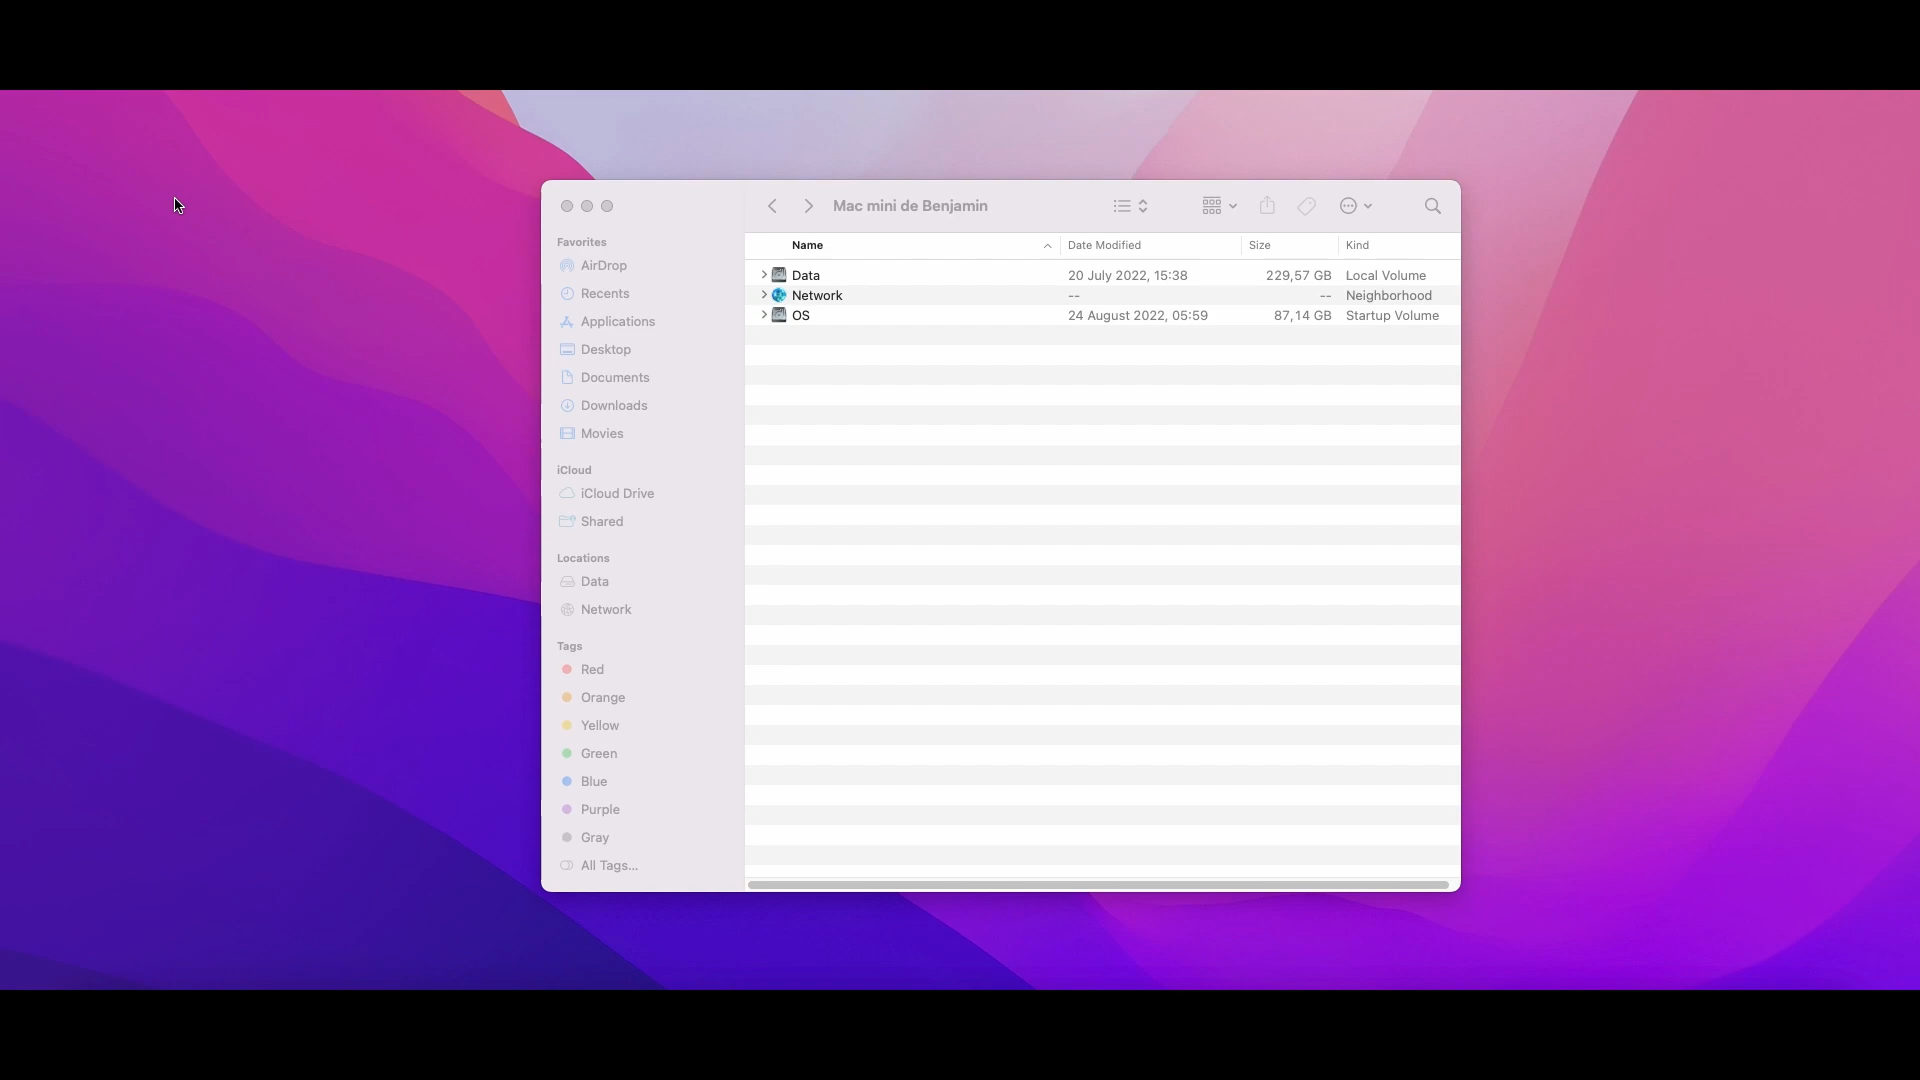 Mac mini de Benjamin
Favorites
AirDrop
Recents
Applications
Desktop
Documents
Downloads
Movies
iCloud
iCloud Drive
Shared
Locations
Data
Network
Tags
Red
Orange
Yellow
Green
Blue
Purple
Gray
All Tags...
Name Date Modified Size Kind
Data 20 July 2022, 15:38 229,57 GB Local Volume
Network -- -- Neighborhood
OS 24 August 2022, 05:59 87,14 GB Startup Volume